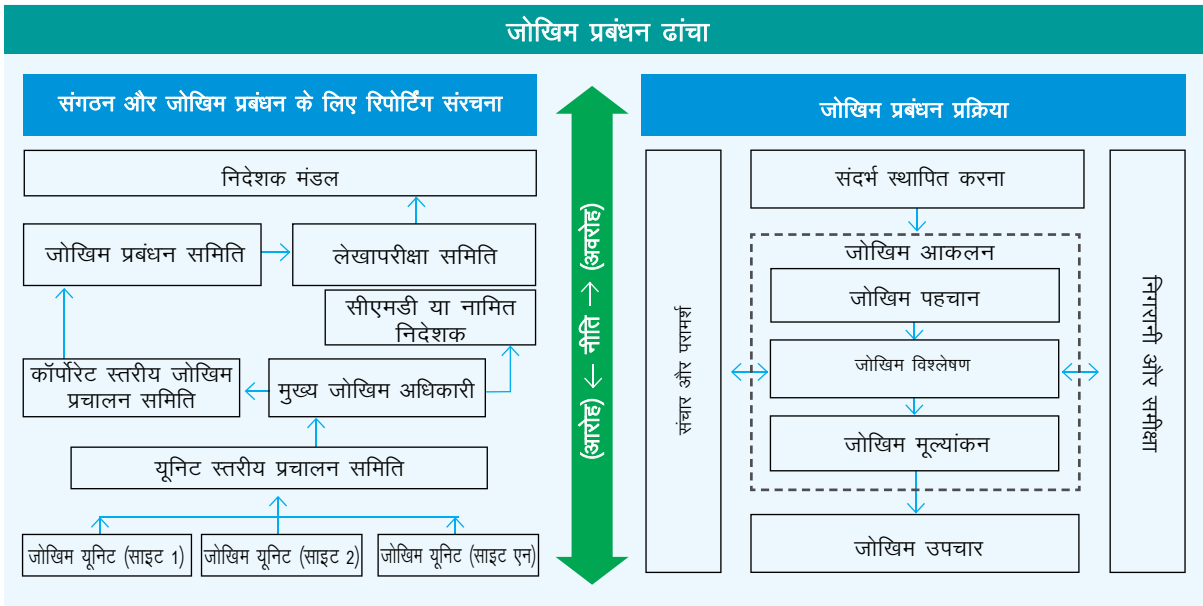 जोखिम प्रबंधन ढांचा
संगठन और जोखिम प्रबंधन के लिए रिपोर्टिंग संरचना
निदेशक मंडल
जोखिम प्रबंधन समिति
लेखापरीक्षा समिति
सीएमडी या नामित
निदेशक
कॉर्पोरेट स्तरीय जोखिम
प्रचालन समिति
मुख्य जोखिम अधिकारी
यूनिट स्तरीय प्रचालन समिति
जोखिम यूनिट (साइट 1)
जोखिम यूनिट (साइट 2)
जोखिम यूनिट (साइट एन)
(आरोह) ← नीति → (अवरोह)
जोखिम प्रबंधन प्रक्रिया
संचार और परामर्श
संदर्भ स्थापित करना
जोखिम आकलन
जोखिम पहचान
जोखिम विश्लेषण
जोखिम मूल्यांकन
जोखिम उपचार
निगरानी और समीक्षा